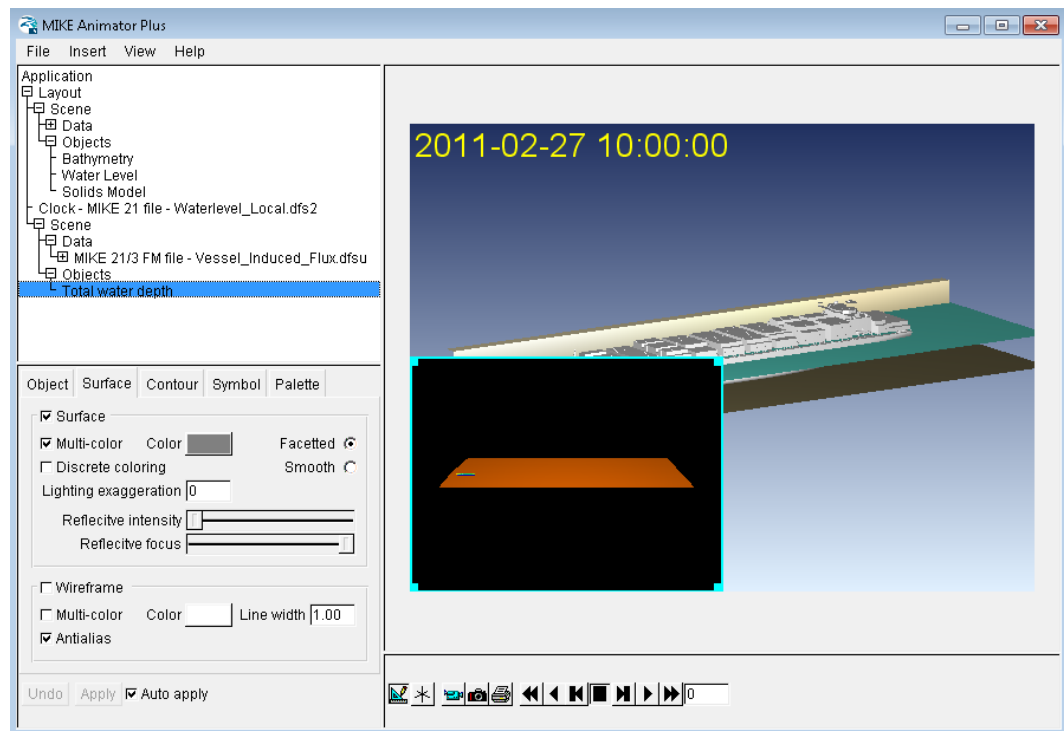 MIKE Animator Plus
File Insert View Help
Application
Layout
Scene
Data
Objects
Bathymetry
Water Level
Solids Model
Clock - MIKE 21 file - Waterlevel_Local.dfs2
Scene
Data
MIKE 21/3 FM file - Vessel_Induced_Flux.dfsu
Objects
Total water depth
2011-02-27 10:00:00
Object Surface Contour Symbol Palette
Surface
Multi-color Color Facetted
Discrete coloring Smooth
Lighting exaggeration 0
Reflecitve intensity
Reflecitve focus
Wireframe
Multi-color Color Line width 1.00
Antialias
Undo Apply Auto apply
0